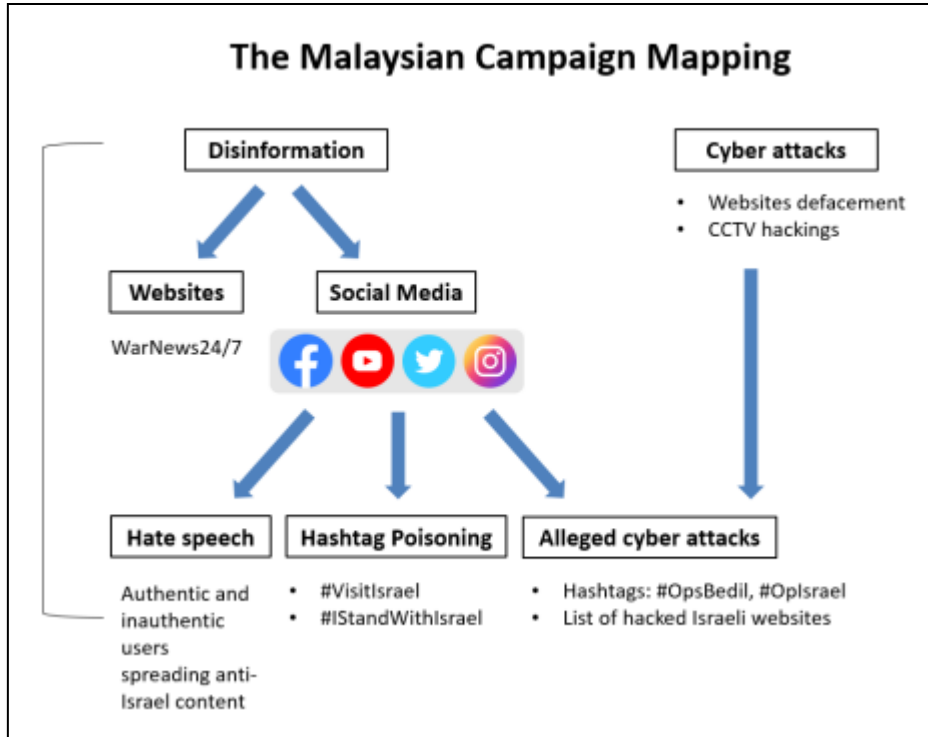 The Malaysian Campaign Mapping
Disinformation
Cyber attacks
• Websites defacement
• CCTV hackings
Websites
Social Media
WarNews24/7
Hate speech
Hashtag Poisoning
Alleged cyber attacks
Authentic and
inauthentic
users
spreading anti-
Israel content
• #VisitIsrael
• #IStandWithIsrael
• Hashtags: #OpsBedil, #OpIsrael
• List of hacked Israeli websites